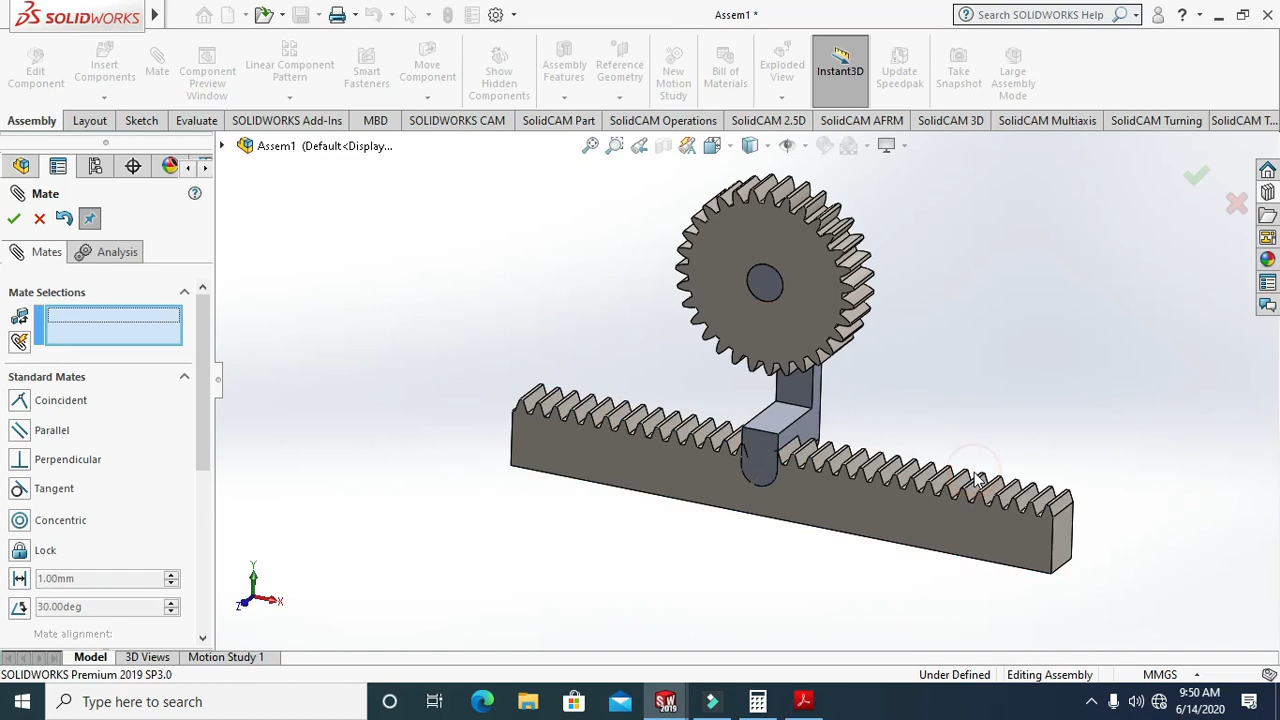 SOLIDWORKS
Assem1 *
Search SOLIDWORKS Help
Edit Component
Insert Components
Mate
Component Preview Window
Linear Component Pattern
Smart Fasteners
Move Component
Show Hidden Components
Assembly Features
Reference Geometry
New Motion Study
Bill of Materials
Exploded View
Instant3D
Update Speedpak
Take Snapshot
Large Assembly Mode
Assembly Layout Sketch Evaluate SOLIDWORKS Add-Ins MBD SOLIDWORKS CAM SolidCAM Part SolidCAM Operations SolidCAM 2.5D SolidCAM AFRM SolidCAM 3D SolidCAM Multiaxis SolidCAM Turning SolidCAM T...
Assem1 (Default<Display...
Mate
Mates Analysis
Mate Selections
Standard Mates
Coincident
Parallel
Perpendicular
Tangent
Concentric
Lock
1.00mm
30.00deg
Mate alignment:
Y
Z X
Model 3D Views Motion Study 1
SOLIDWORKS Premium 2019 SP3.0 Under Defined Editing Assembly MMGS
Type here to search
SW 2019
9:50 AM
6/14/2020